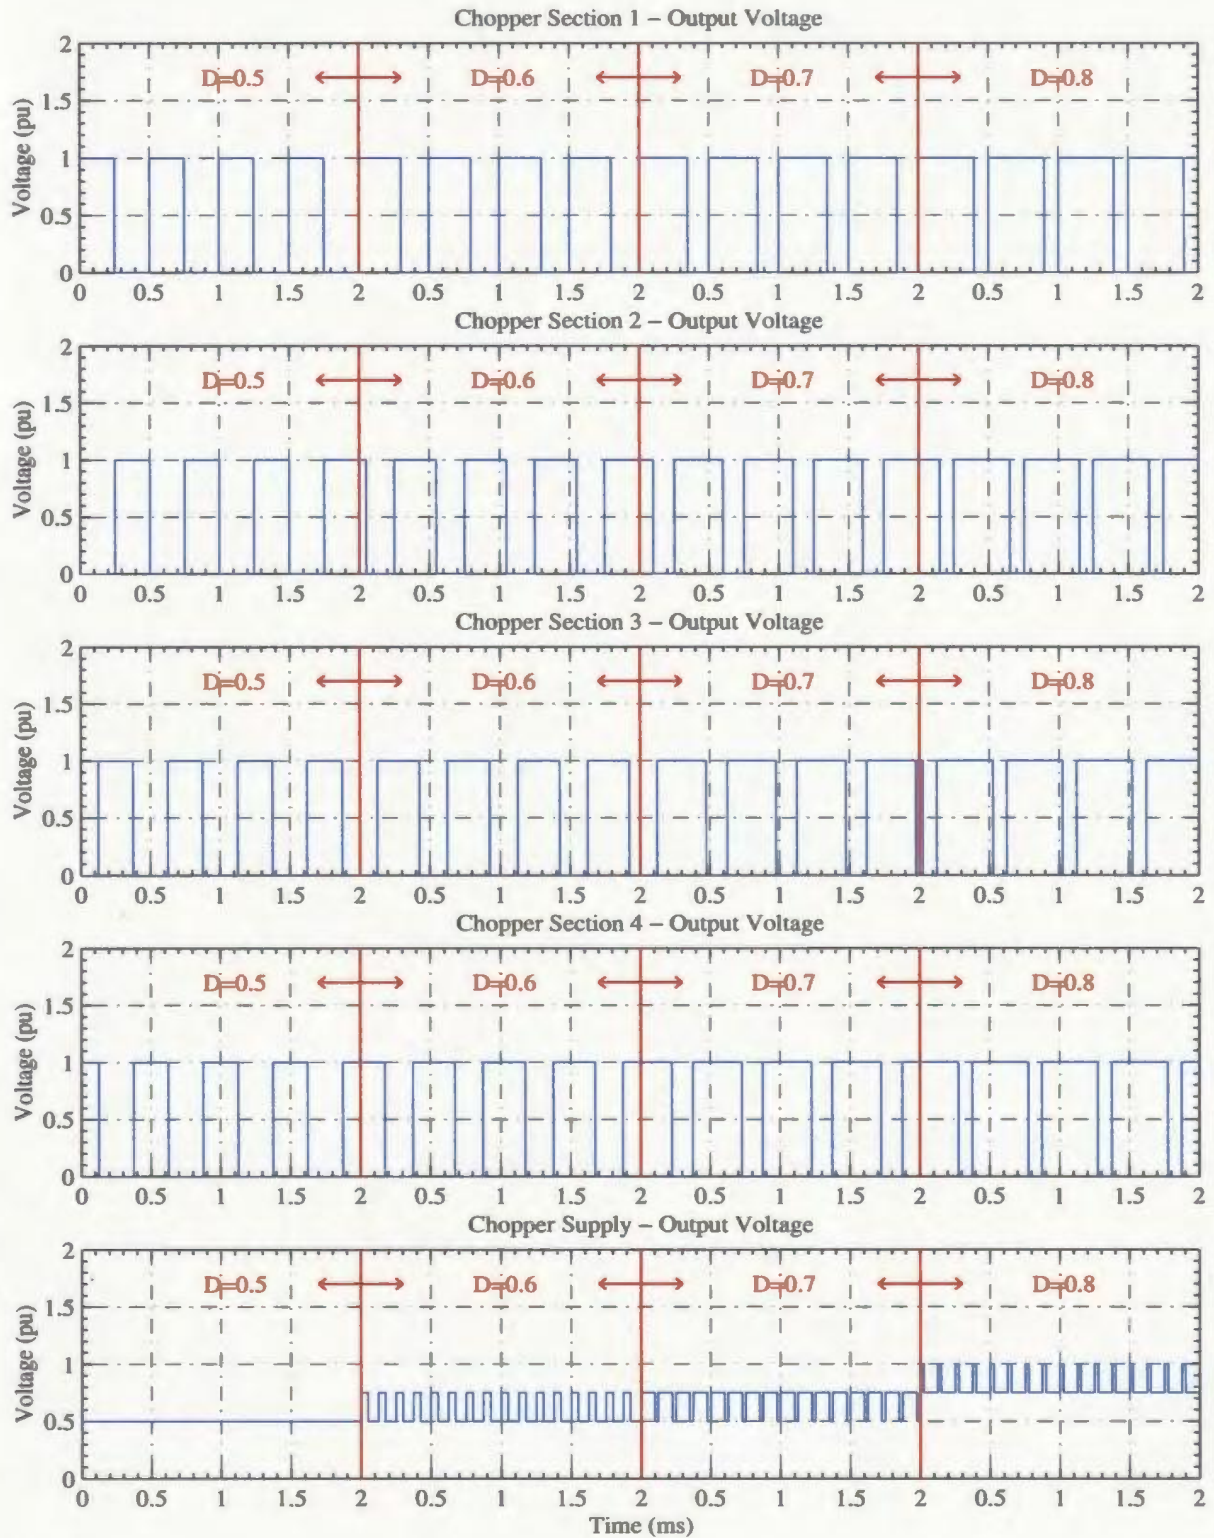 Chopper Section 1 – Output Voltage
2
D=0.5 D=0.6 D=0.7 D=0.8
1.5
Voltage (pu)
1
0.5
0
0 0.5 1 1.5 2 0.5 1 1.5 2 0.5 1 1.5 2 0.5 1 1.5 2
Chopper Section 2 – Output Voltage
2
D=0.5 D=0.6 D=0.7 D=0.8
1.5
Voltage (pu)
1
0.5
0
0 0.5 1 1.5 2 0.5 1 1.5 2 0.5 1 1.5 2 0.5 1 1.5 2
Chopper Section 3 – Output Voltage
2
D=0.5 D=0.6 D=0.7 D=0.8
1.5
Voltage (pu)
1
0.5
0
0 0.5 1 1.5 2 0.5 1 1.5 2 0.5 1 1.5 2 0.5 1 1.5 2
Chopper Section 4 – Output Voltage
2
D=0.5 D=0.6 D=0.7 D=0.8
1.5
Voltage (pu)
1
0.5
0
0 0.5 1 1.5 2 0.5 1 1.5 2 0.5 1 1.5 2 0.5 1 1.5 2
Chopper Supply – Output Voltage
2
D=0.5 D=0.6 D=0.7 D=0.8
1.5
Voltage (pu)
1
0.5
0
0 0.5 1 1.5 2 0.5 1 1.5 2 0.5 1 1.5 2 0.5 1 1.5 2
Time (ms)